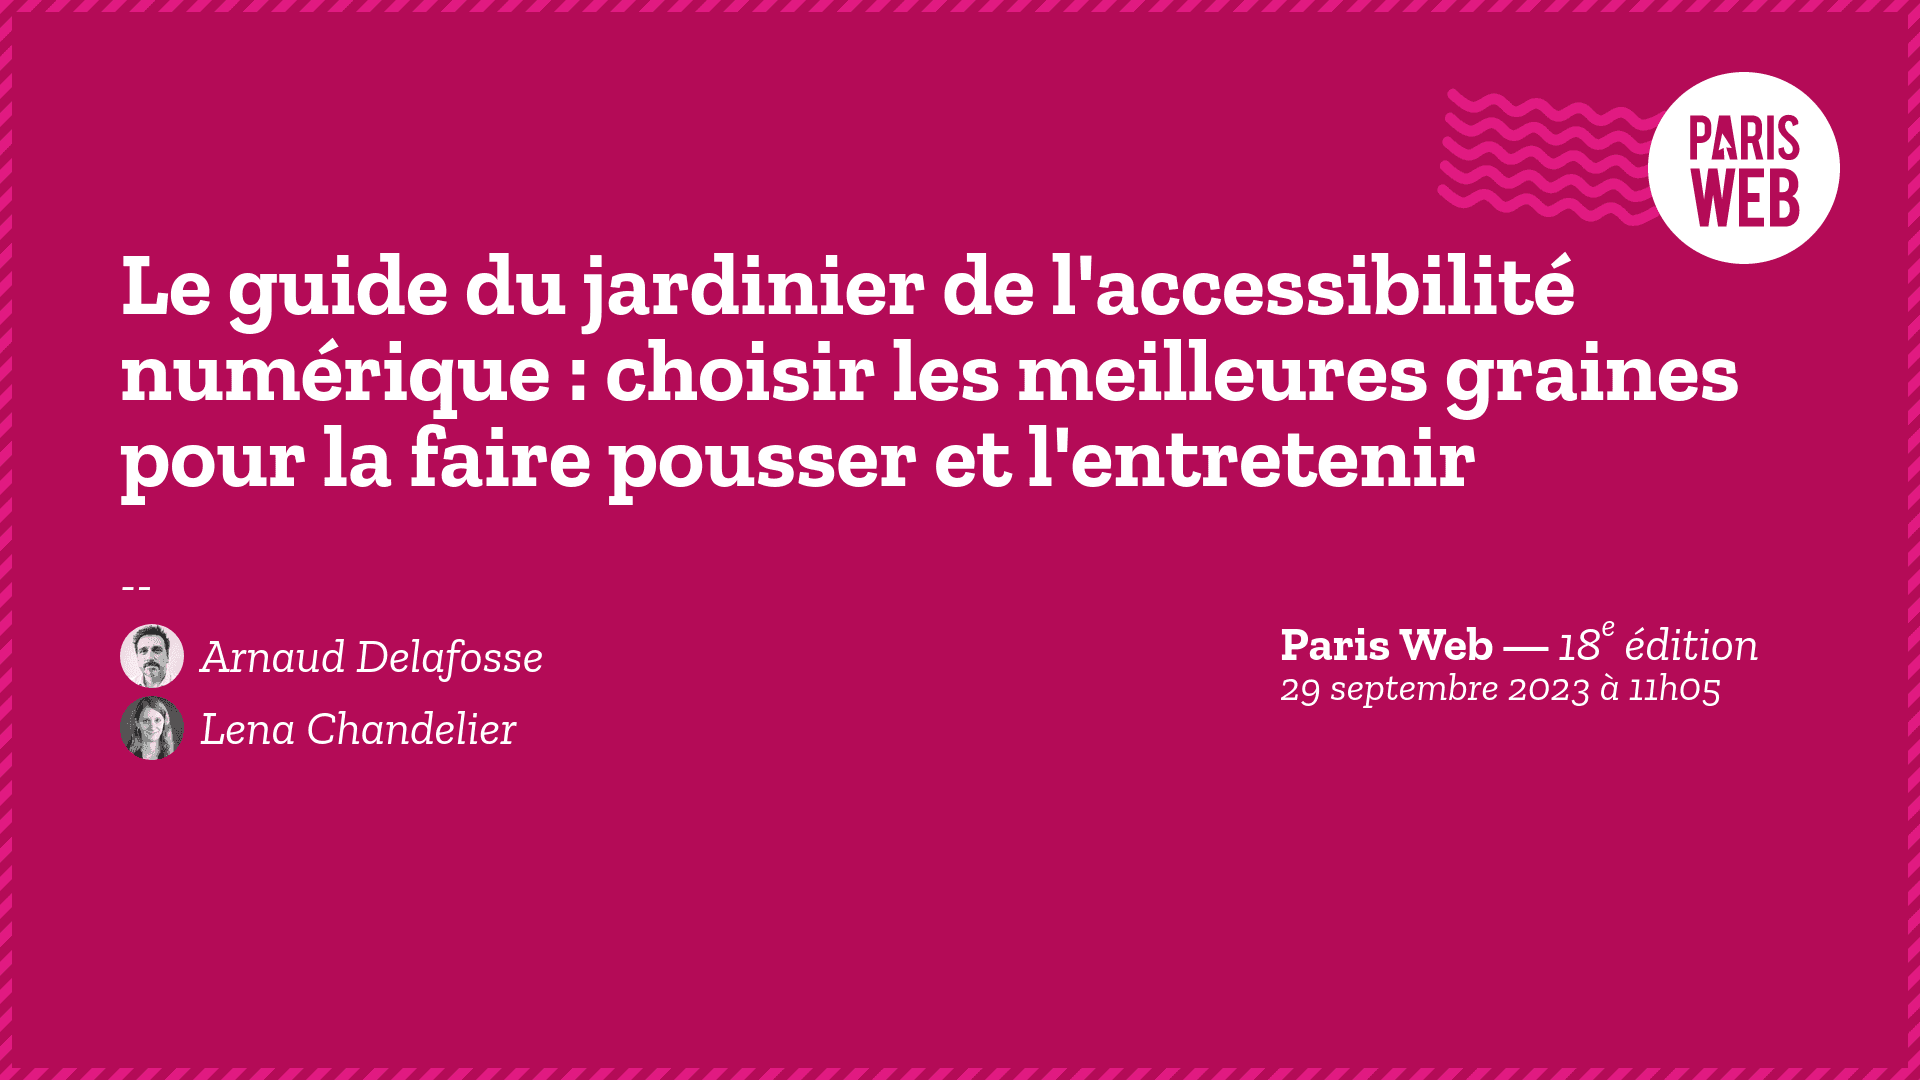 PARIS
WEB
Le guide du jardinier de l'accessibilité
numérique : choisir les meilleures graines
pour la faire pousser et l'entretenir
--
Arnaud Delafosse
Lena Chandelier
Paris Web — 18e édition
29 septembre 2023 à 11h05